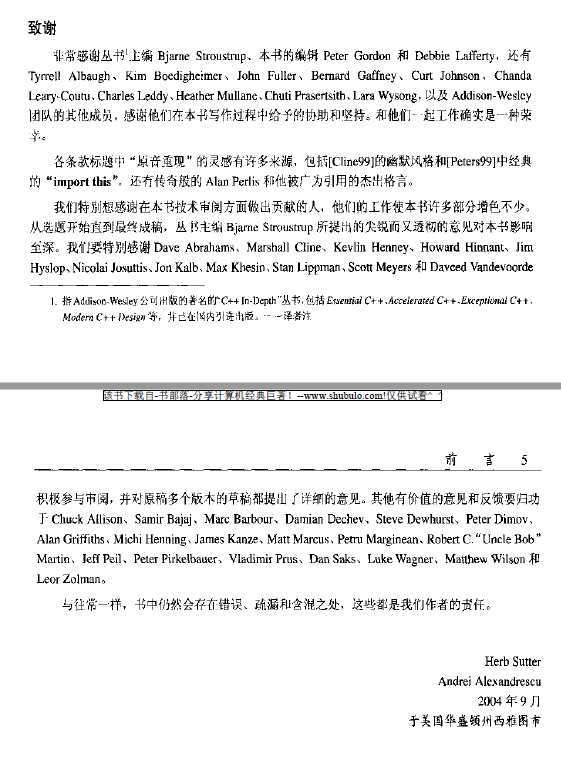 致谢
非常感谢丛书¹主编 Bjarne Stroustrup、本书的编辑 Peter Gordon 和 Debbie Lafferty，还有
Tyrrell Albaugh、Kim Boedigheimer、John Fuller、Bernard Gaffney、Curt Johnson、Chanda
Leary-Coutu、Charles Leddy、Heather Mullane、Chuti Prasertsith、Lara Wysong，以及 Addison-Wesley
团队的其他成员，感谢他们在本书写作过程中给予的协助和坚持。和他们一起工作确实是一种荣
幸。
各条款标题中“原音重现”的灵感有许多来源，包括[Cline99]的幽默风格和[Peters99]中经典
的“import this”，还有传奇般的 Alan Perlis 和他被广为引用的杰出格言。
我们特别想感谢在本书技术审阅方面做出贡献的人，他们的工作使本书许多部分增色不少。
从选题开始直到最终成稿，丛书主编 Bjarne Stroustrup 所提出的尖锐而又透彻的意见对本书影响
至深。我们要特别感谢 Dave Abrahams、Marshall Cline、Kevlin Henney、Howard Hinnant、Jim
Hyslop、Nicolai Josuttis、Jon Kalb、Max Khesin、Stan Lippman、Scott Meyers 和 Daveed Vandevoorde
1. 指 Addison-Wesley 公司出版的著名的“C++ In-Depth”丛书，包括 Essential C++、Accelerated C++、Exceptional C++、
Modern C++ Design 等，并已在国内引进出版。——译者注
该书下载自-书部落-分享计算机经典巨著！--www.shubulo.com!仅供试看^_^
前 言 5
积极参与审阅，并对原稿多个版本的草稿都提出了详细的意见。其他有价值的意见和反馈要归功
于 Chuck Allison、Samir Bajaj、Marc Barbour、Damian Dechev、Steve Dewhurst、Peter Dimov、
Alan Griffiths、Michi Henning、James Kanze、Matt Marcus、Petru Marginean、Robert C.“Uncle Bob”
Martin、Jeff Peil、Peter Pirkelbauer、Vladimir Prus、Dan Saks、Luke Wagner、Matthew Wilson 和
Leor Zolman。
与往常一样，书中仍然会存在错误、疏漏和含混之处，这些都是我们作者的责任。
Herb Sutter
Andrei Alexandrescu
2004 年 9 月
于美国华盛顿州西雅图市